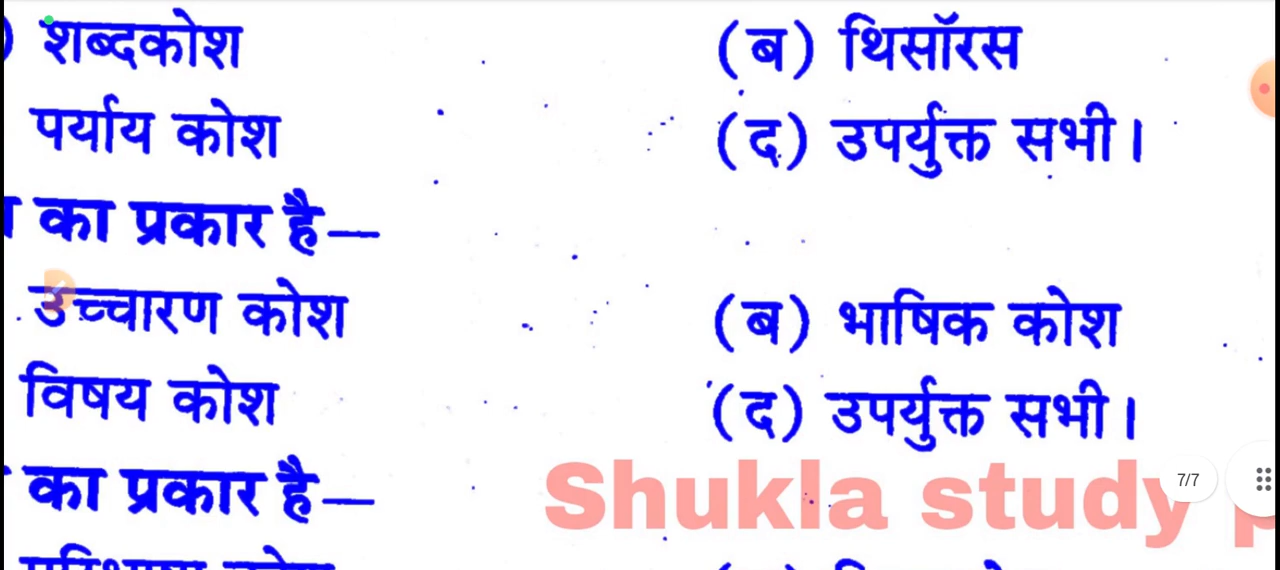 ) शब्दकोश (ब) थिसॉरस
पर्याय कोश (द) उपर्युक्त सभी।
का प्रकार है—
उच्चारण कोश (ब) भाषिक कोश
विषय कोश (द) उपर्युक्त सभी।
का प्रकार है—
Shukla study
7/7